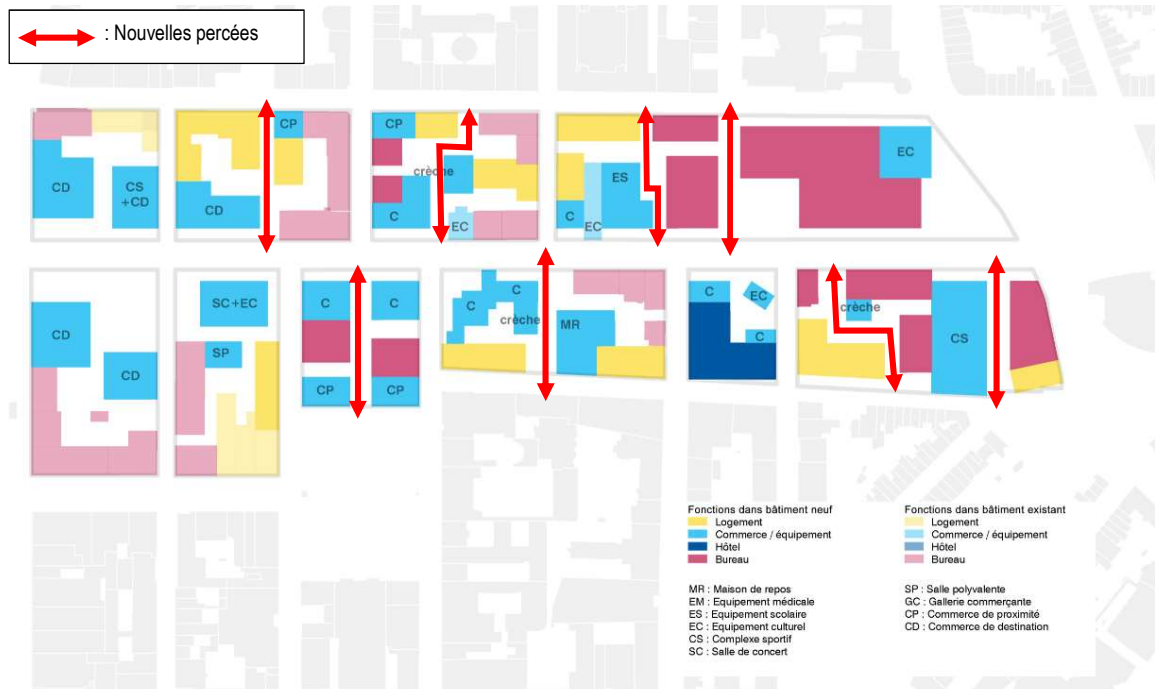 : Nouvelles percées
CP
CP
EC
CD
CS
+CD
crèche
ES
CD
C
EC
C
EC
SC+EC
C
C
C
C
crèche
MR
C
EC
C
crèche
CS
CD
SP
CD
CP
CP
Fonctions dans bâtiment neuf
Logement
Commerce / équipement
Hôtel
Bureau
MR : Maison de repos
EM : Equipement médicale
ES : Equipement scolaire
EC : Equipement culturel
CS : Complexe sportif
SC : Salle de concert
Fonctions dans bâtiment existant
Logement
Commerce / équipement
Hôtel
Bureau
SP : Salle polyvalente
GC : Gallerie commerçante
CP : Commerce de proximité
CD : Commerce de destination